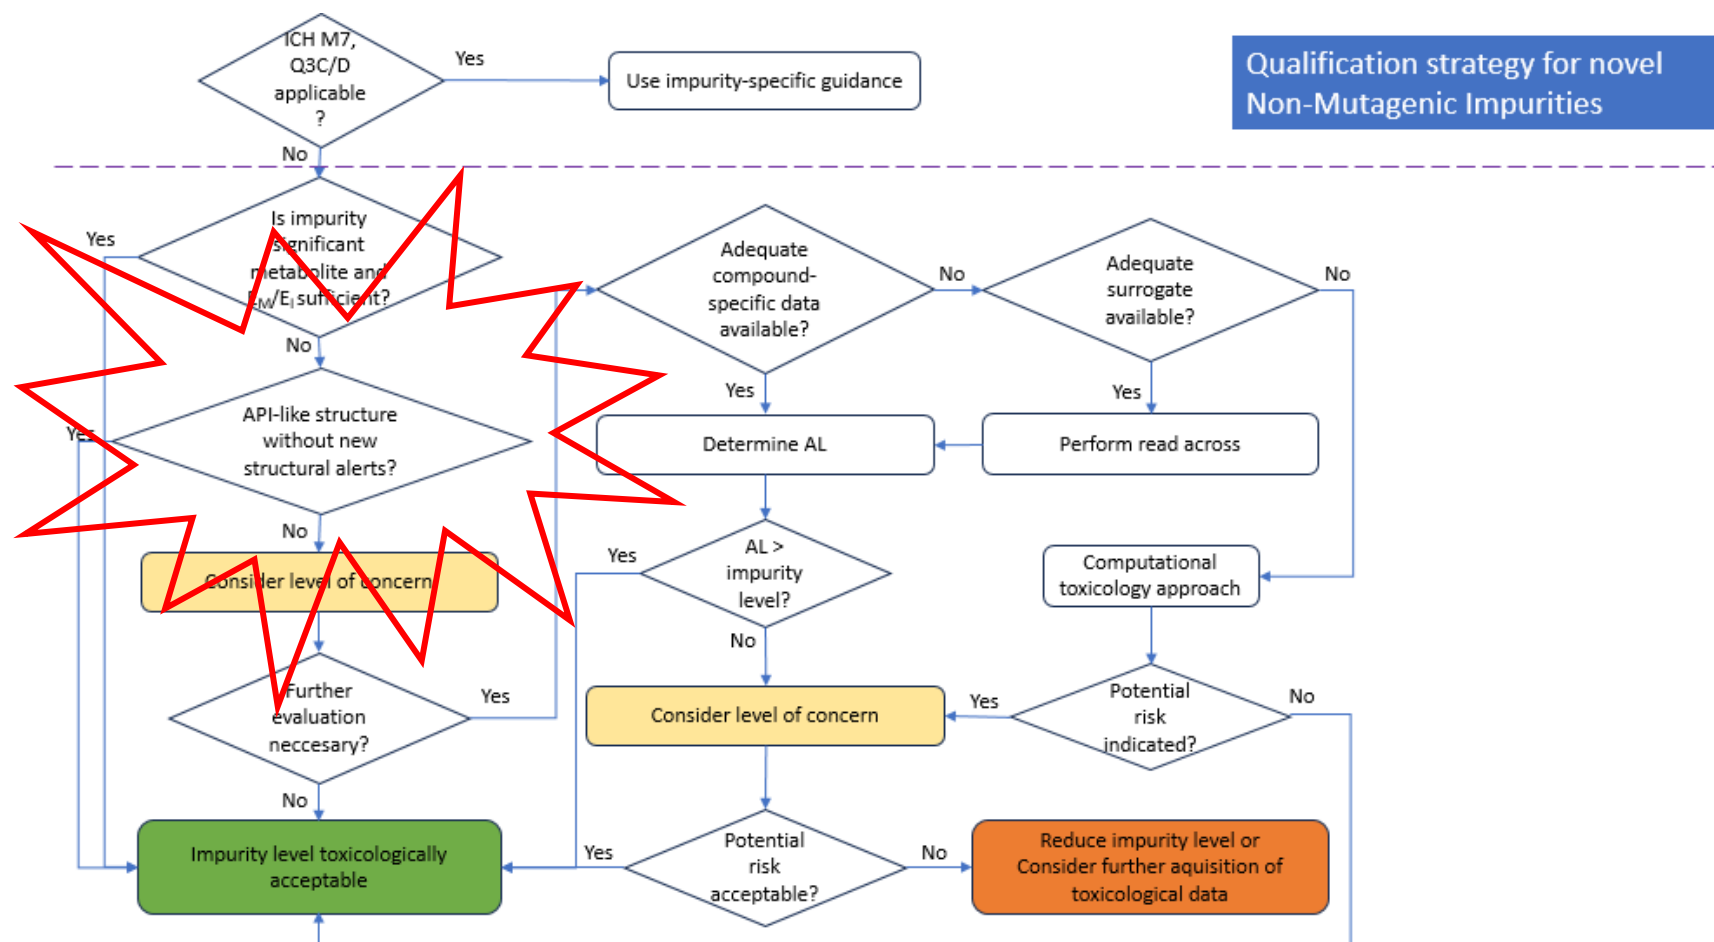 ICH M7,
Q3C/D
applicable
?
Yes
Use impurity-specific guidance
Qualification strategy for novel
Non-Mutagenic Impurities
No
Is impurity
significant
metabolite and
EM/EI sufficient?
Yes
No
API-like structure
without new
structural alerts?
Yes
No
Consider level of concern
Further
evaluation
neccesary?
Yes
No
Impurity level toxicologically
acceptable
Adequate
compound-
specific data
available?
No
Yes
Adequate
surrogate
available?
No
Yes
Determine AL
Perform read across
AL >
impurity
level?
Yes
No
Computational
toxicology approach
Consider level of concern
Yes
Potential
risk
indicated?
No
Potential
risk
acceptable?
Yes
No
Reduce impurity level or
Consider further aquisition of
toxicological data